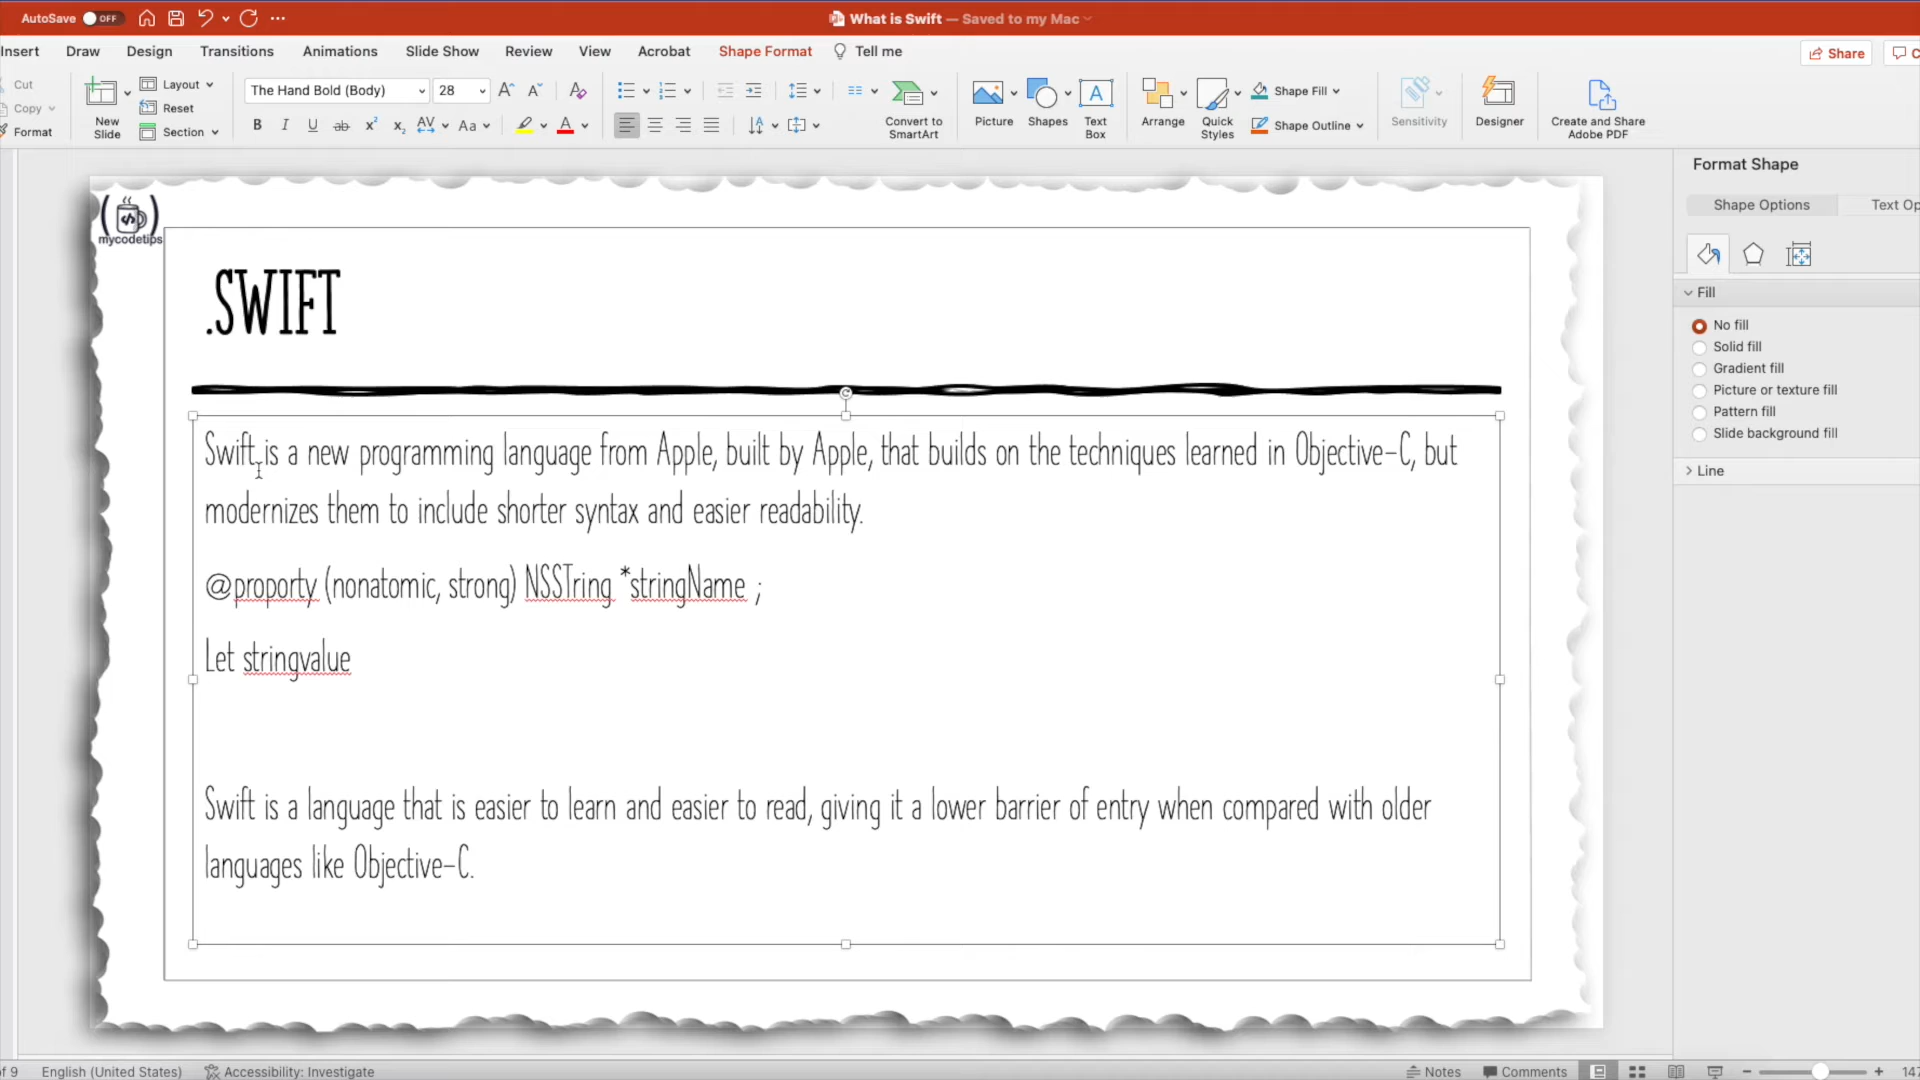 AutoSave OFF What is Swift — Saved to my Mac
Insert Draw Design Transitions Animations Slide Show Review View Acrobat Shape Format Tell me Share
Cut
Copy
Format
New Slide
Layout
Reset
Section
The Hand Bold (Body) 28
Convert to SmartArt
Picture
Shapes
Text Box
Arrange
Quick Styles
Shape Fill
Shape Outline
Sensitivity
Designer
Create and Share Adobe PDF
Format Shape
Shape Options Text Op
Fill
No fill
Solid fill
Gradient fill
Picture or texture fill
Pattern fill
Slide background fill
Line
mycodetips
.SWIFT
Swift is a new programming language from Apple, built by Apple, that builds on the techniques learned in Objective-C, but
modernizes them to include shorter syntax and easier readability.
@proporty (nonatomic, strong) NSSTring *stringName ;
Let stringvalue
Swift is a language that is easier to learn and easier to read, giving it a lower barrier of entry when compared with older
languages like Objective-C.
of 9 English (United States) Accessibility: Investigate Notes Comments 147